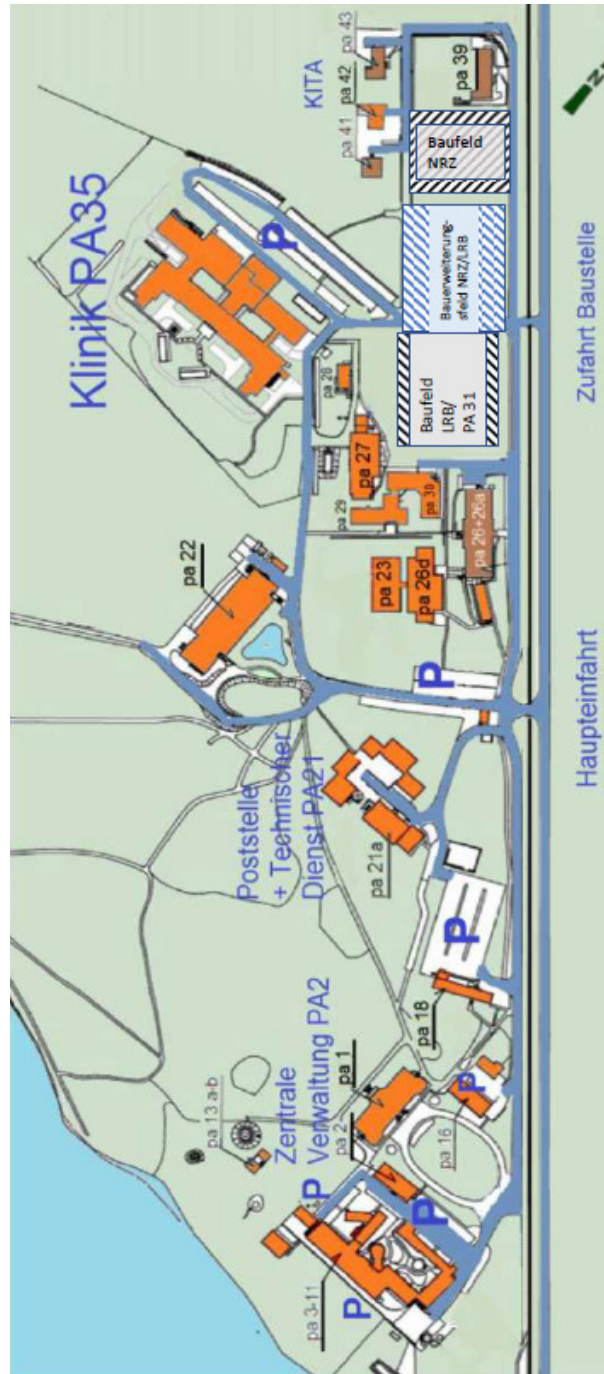 Klinik PA35
P
pa 43
KITA
pa 42
pa 41
pa 39
N
Baufeld
NRZ
Bauerweiterung-
sfeld NRZ/LRB
Baufeld
LRB/
PA 31
Zufahrt Baustelle
pa 28
pa 27
pa 29
pa 30
pa 26+26a
pa 23
pa 26d
pa 22
P
Haupteinfahrt
Poststelle
+ Technischer
Dienst PA21
pa 21a
P
pa 18
Zentrale
Verwaltung PA2
pa 13 a-b
pa 1
pa 2
pa 16
P
P
P
pa 3-11
P